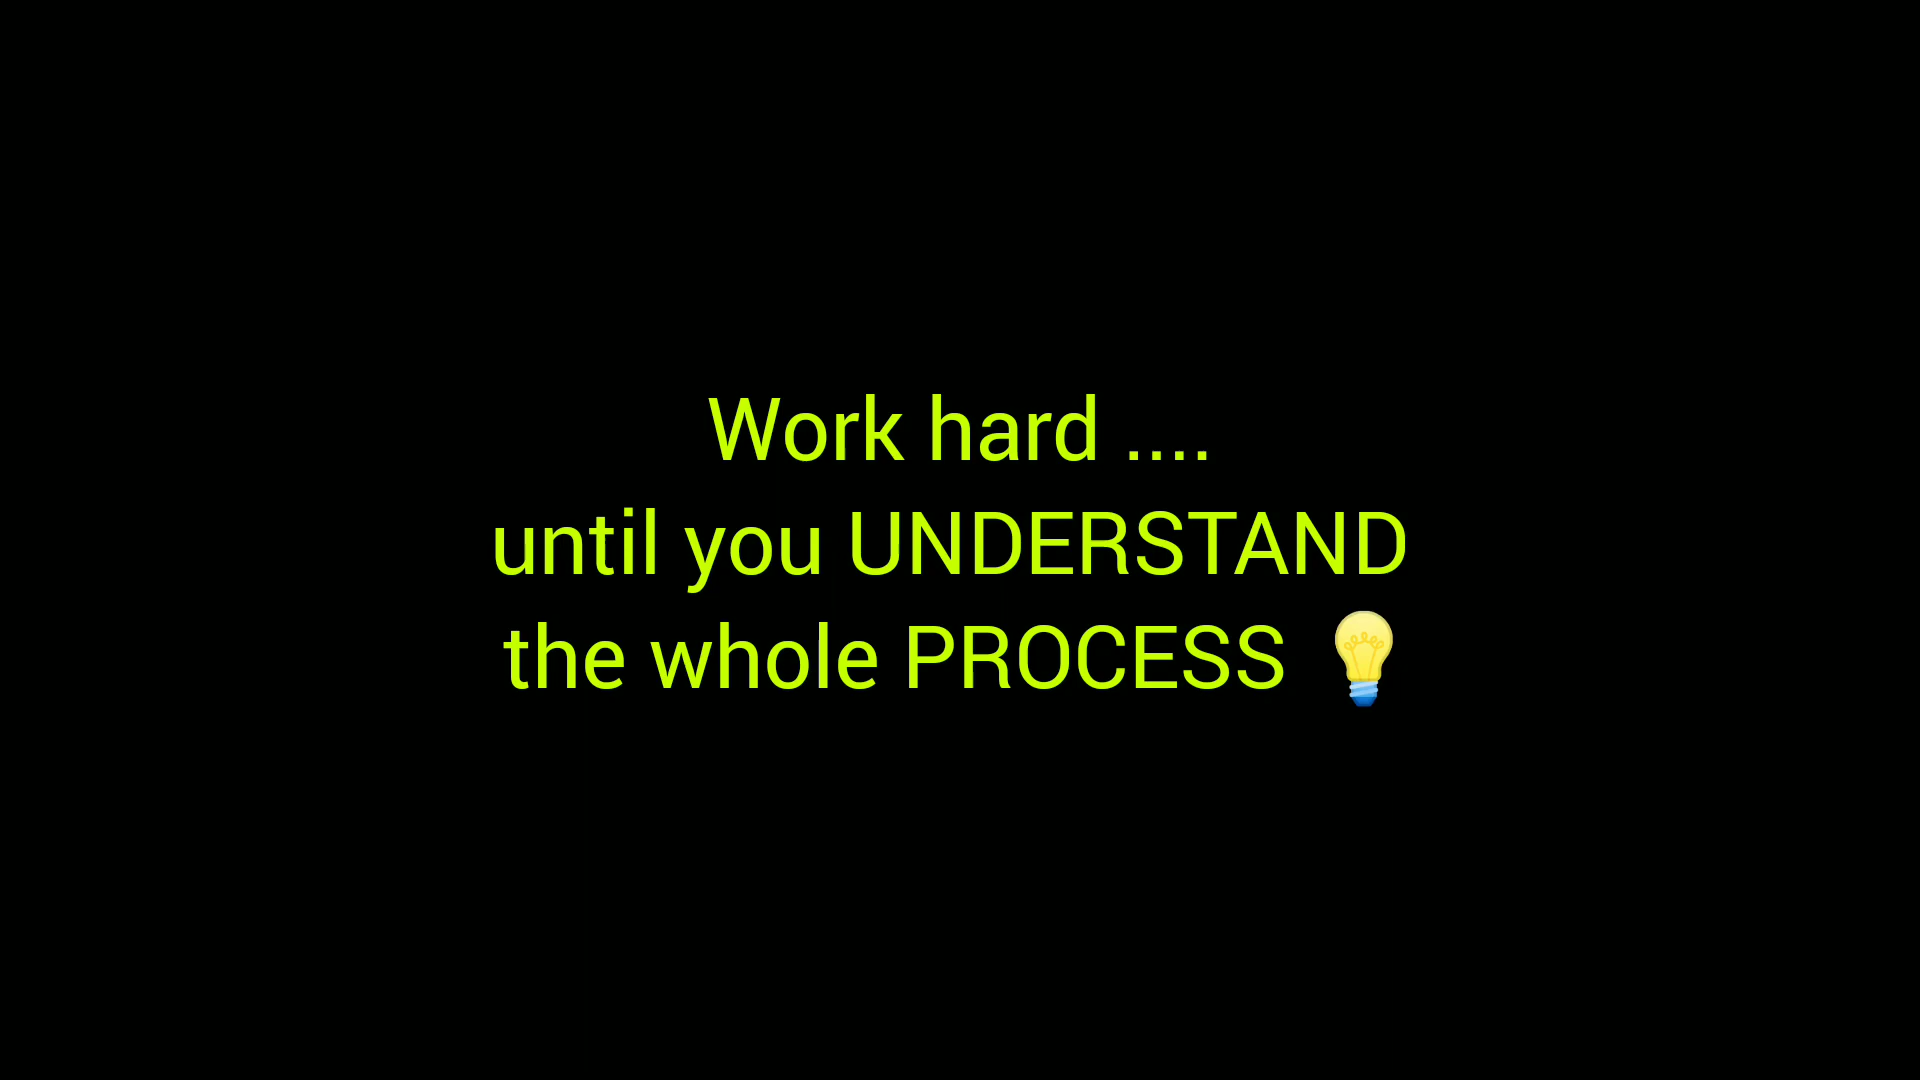 Work hard ....
until you UNDERSTAND
the whole PROCESS 💡